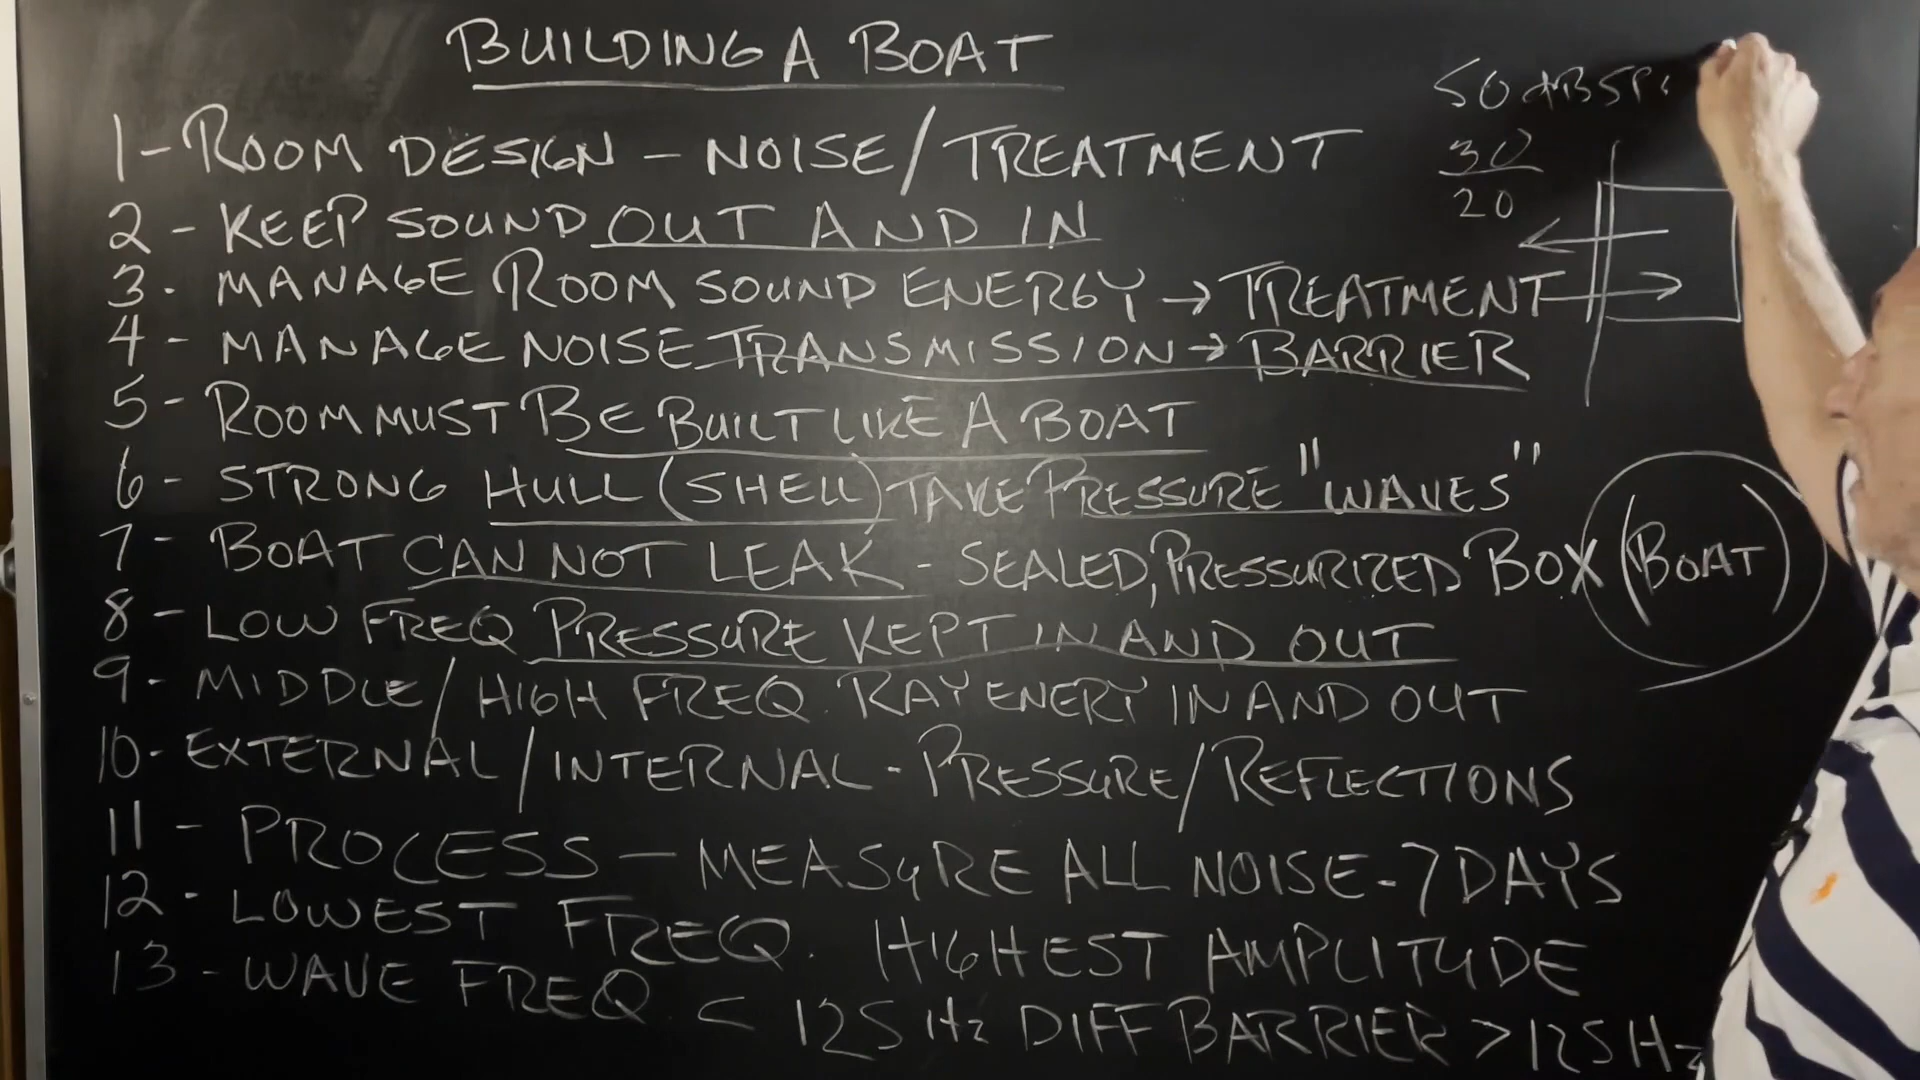 BUILDING A BOAT
1 - ROOM DESIGN - NOISE/TREATMENT
2 - KEEP SOUND OUT AND IN
3 - MANAGE ROOM SOUND ENERGY → TREATMENT
4 - MANAGE NOISE TRANSMISSION → BARRIER
5 - ROOM MUST BE BUILT LIKE A BOAT
6 - STRONG HULL (SHELL) TAKE PRESSURE "WAVES"
7 - BOAT CAN NOT LEAK - SEALED, PRESSURIZED BOX (BOAT)
8 - LOW FREQ PRESSURE KEPT IN AND OUT
9 - MIDDLE/HIGH FREQ. RAY ENERY IN AND OUT
10 - EXTERNAL/INTERNAL - PRESSURE/REFLECTIONS
11 - PROCESS - MEASURE ALL NOISE - 7 DAYS
12 - LOWEST FREQ. HIGHEST AMPLITUDE
13 - WAVE FREQ. < 125 Hz DIFF BARRIER > 125 Hz
50 dB SP
30
20